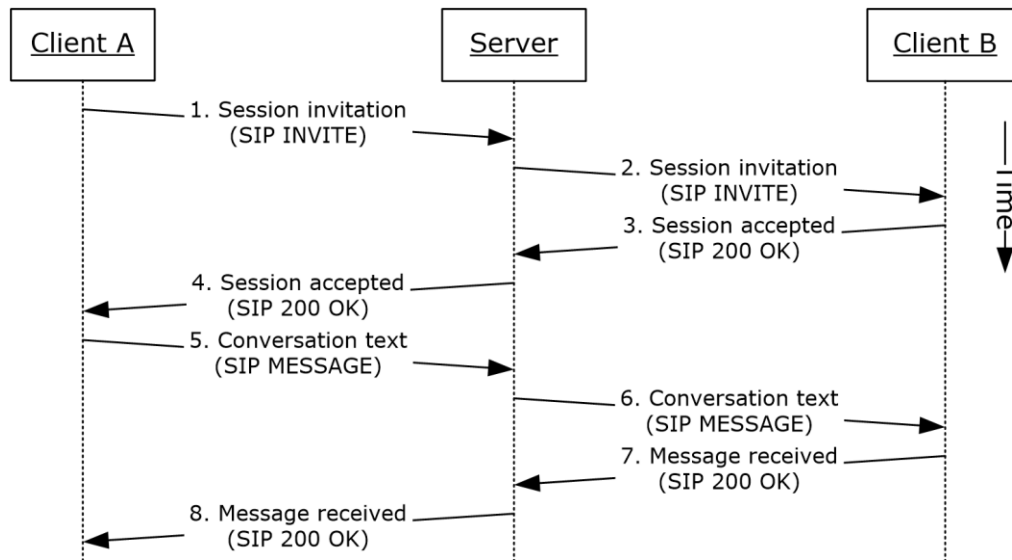 Client A
Server
Client B
1. Session invitation
(SIP INVITE)
2. Session invitation
(SIP INVITE)
Time
3. Session accepted
(SIP 200 OK)
4. Session accepted
(SIP 200 OK)
5. Conversation text
(SIP MESSAGE)
6. Conversation text
(SIP MESSAGE)
7. Message received
(SIP 200 OK)
8. Message received
(SIP 200 OK)